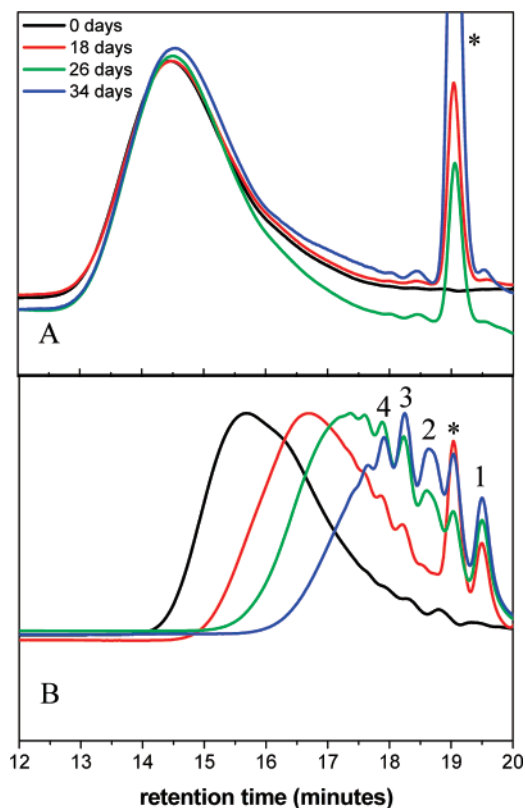 0 days
18 days
26 days
34 days
*
A
4
3
2
*
1
B
12 13 14 15 16 17 18 19 20
retention time (minutes)